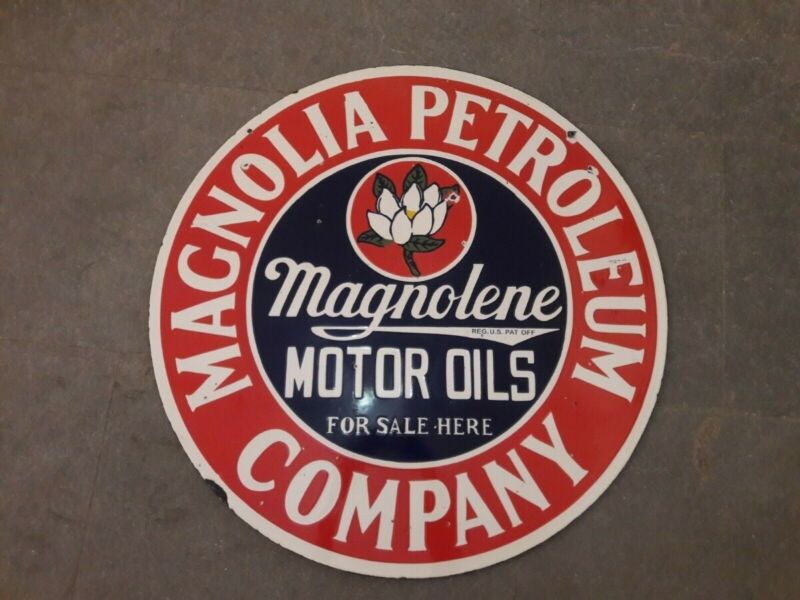 MAGNOLIA PETROLEUM
Magnolene
REG. U.S. PAT OFF
MOTOR OILS
FOR SALE HERE
COMPANY